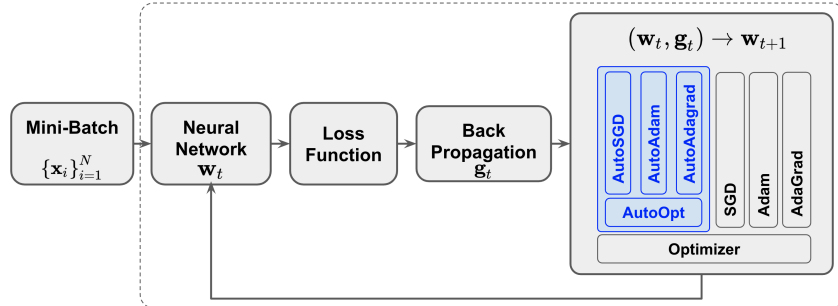 Mini-Batch
{x_i}_{i=1}^N
Neural
Network
w_t
Loss
Function
Back
Propagation
g_t
(w_t, g_t) → w_{t+1}
AutoSGD
AutoAdam
AutoAdagrad
AutoOpt
SGD
Adam
AdaGrad
Optimizer